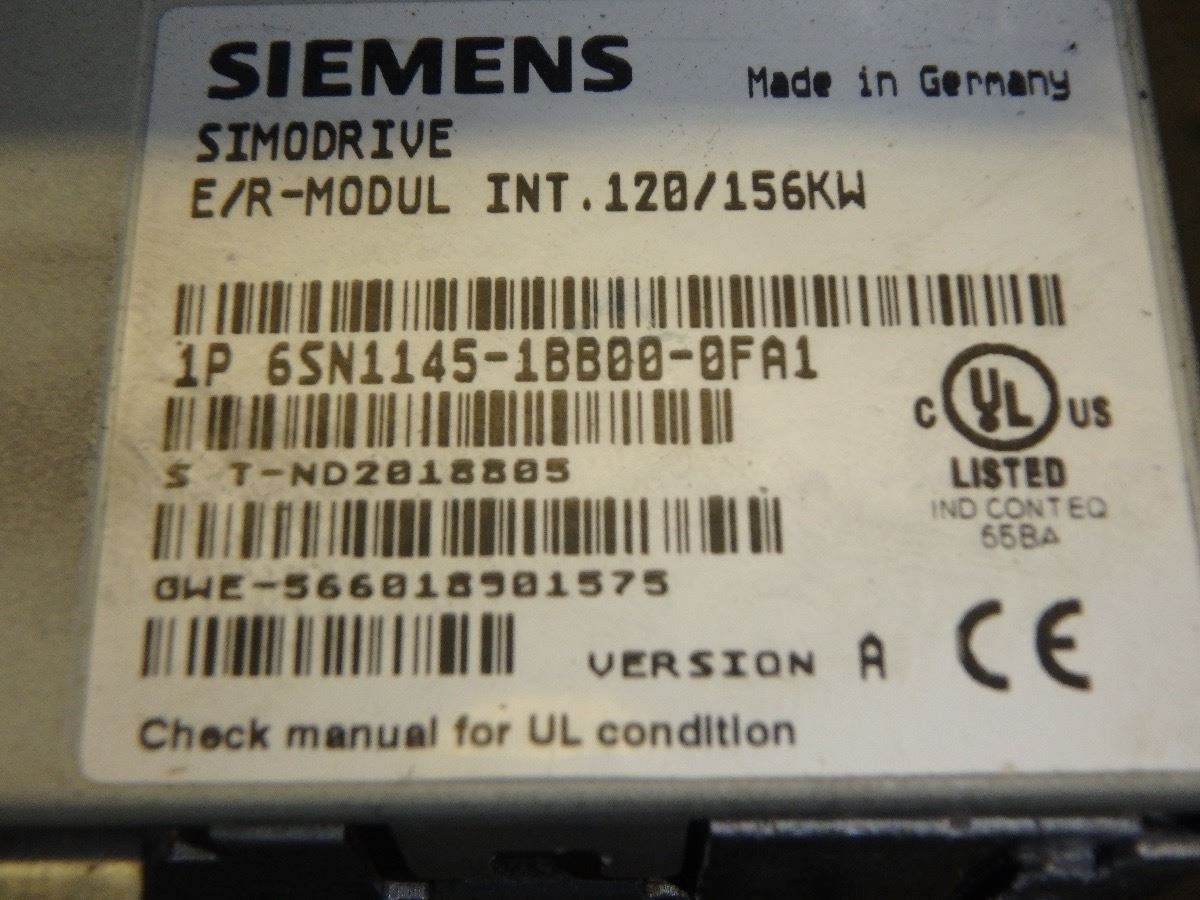 SIEMENS
Made in Germany
SIMODRIVE
E/R-MODUL INT.120/156KW
1P 6SN1145-1BB00-0FA1
C UL US
LISTED
IND CONT EQ
65BA
S T-ND2018805
GWE-566018901575
VERSION A CE
Check manual for UL condition